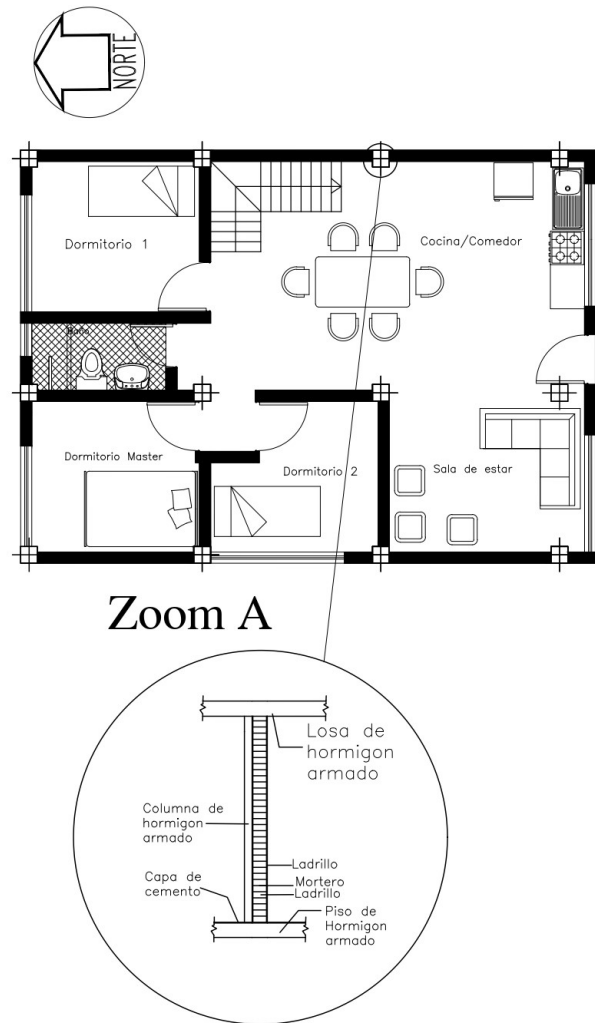 NORTE
Dormitorio 1
Cocina/Comedor
Baño
Dormitorio Master
Dormitorio 2
Sala de estar
Zoom A
Losa de
hormigon
armado
Columna de
hormigon
armado
Ladrillo
Capa de
cemento
Mortero
Ladrillo
Piso de
Hormigon
armado